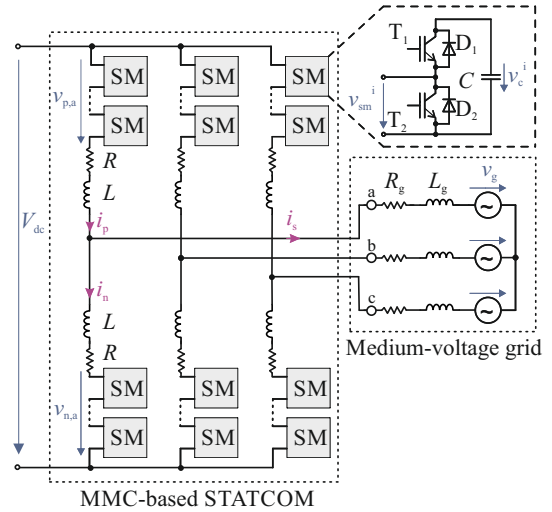 SM SM SM
T1 D1
C vci
vsmi
T2 D2
vp,a
SM SM SM
R
L
ip
is
Vdc
a Rg Lg vg
~
b
~
c
~
in
L
R
Medium-voltage grid
SM SM SM
vn,a
SM SM SM
MMC-based STATCOM